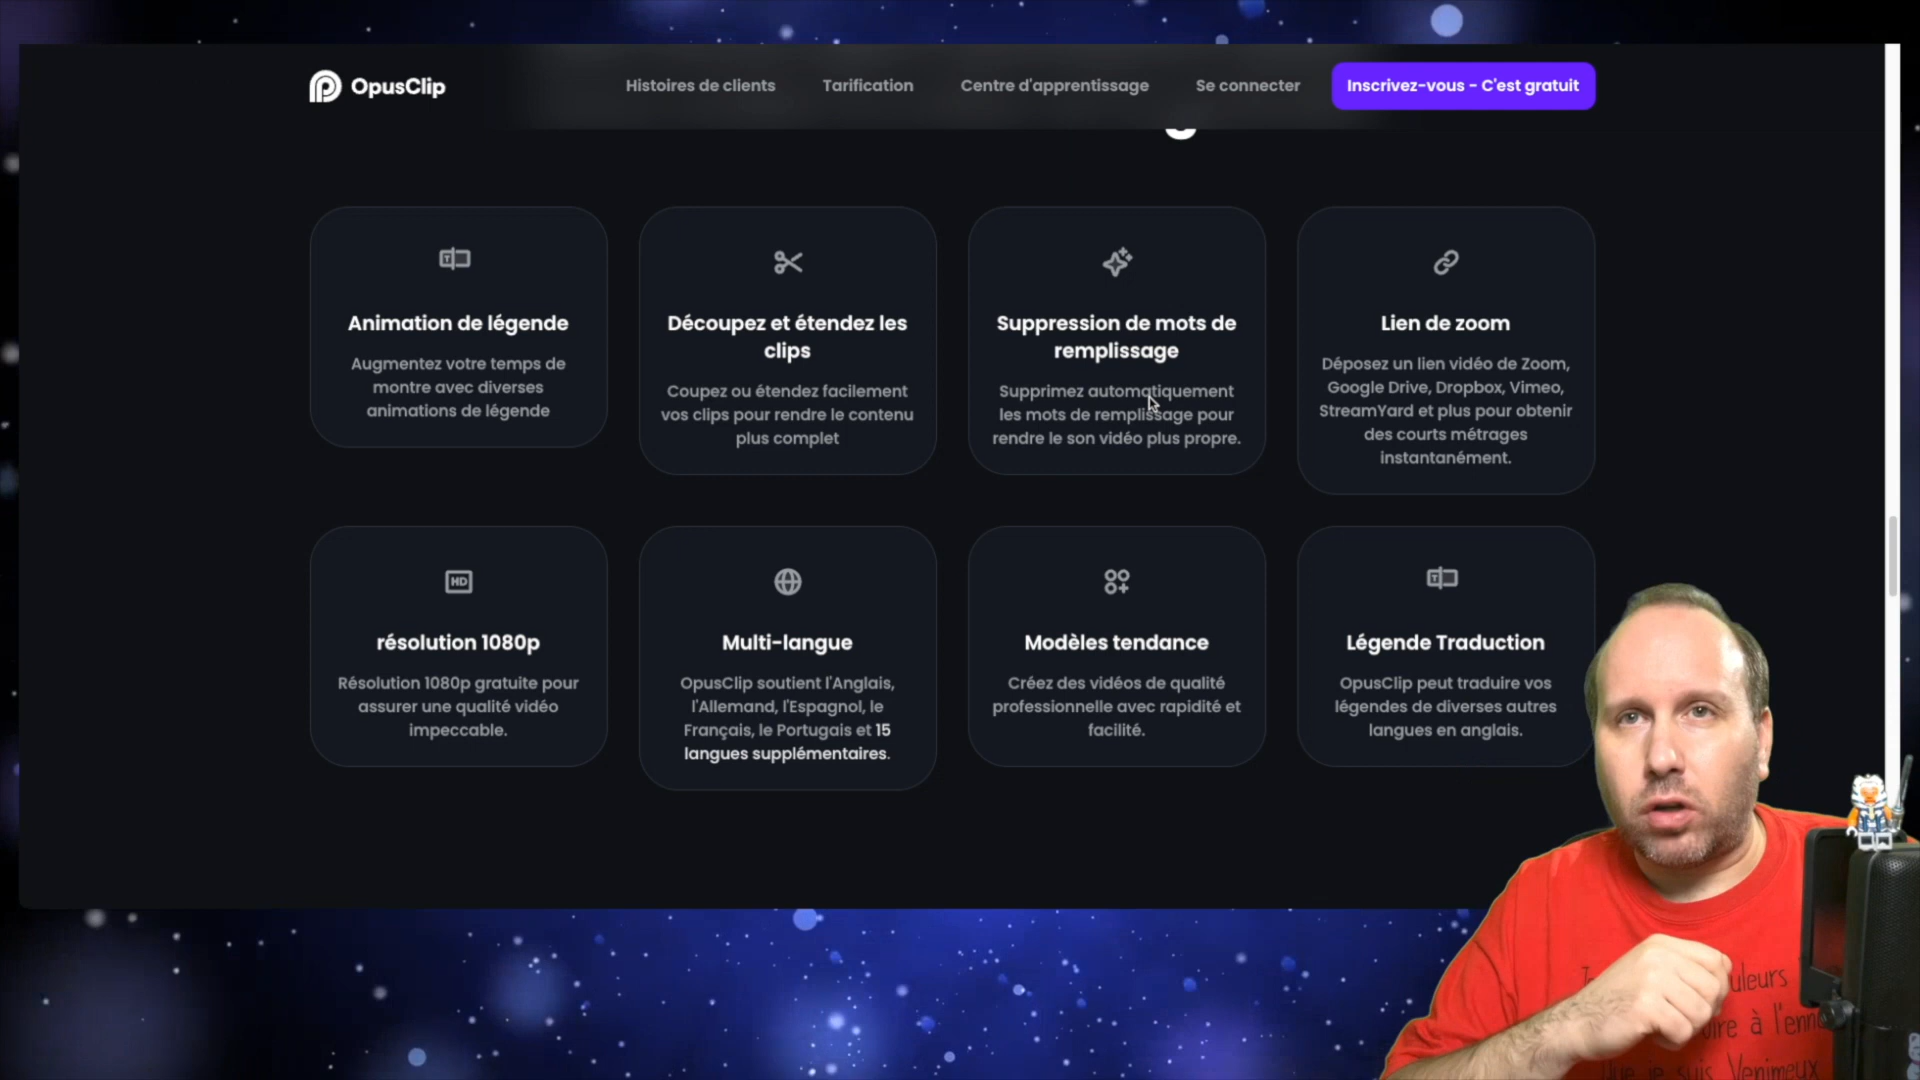 OpusClip
Histoires de clients
Tarification
Centre d'apprentissage
Se connecter
Inscrivez-vous - C'est gratuit
Animation de légende
Augmentez votre temps de
montre avec diverses
animations de légende
Découpez et étendez les
clips
Coupez ou étendez facilement
vos clips pour rendre le contenu
plus complet
Suppression de mots de
remplissage
Supprimez automatiquement
les mots de remplissage pour
rendre le son vidéo plus propre.
Lien de zoom
Déposez un lien vidéo de Zoom,
Google Drive, Dropbox, Vimeo,
StreamYard et plus pour obtenir
des courts métrages
instantanément.
HD
résolution 1080p
Résolution 1080p gratuite pour
assurer une qualité vidéo
impeccable.
Multi-langue
OpusClip soutient l'Anglais,
l'Allemand, l'Espagnol, le
Français, le Portugais et 15
langues supplémentaires.
Modèles tendance
Créez des vidéos de qualité
professionnelle avec rapidité et
facilité.
Légende Traduction
OpusClip peut traduire vos
légendes de diverses autres
langues en anglais.
suis Venimeux